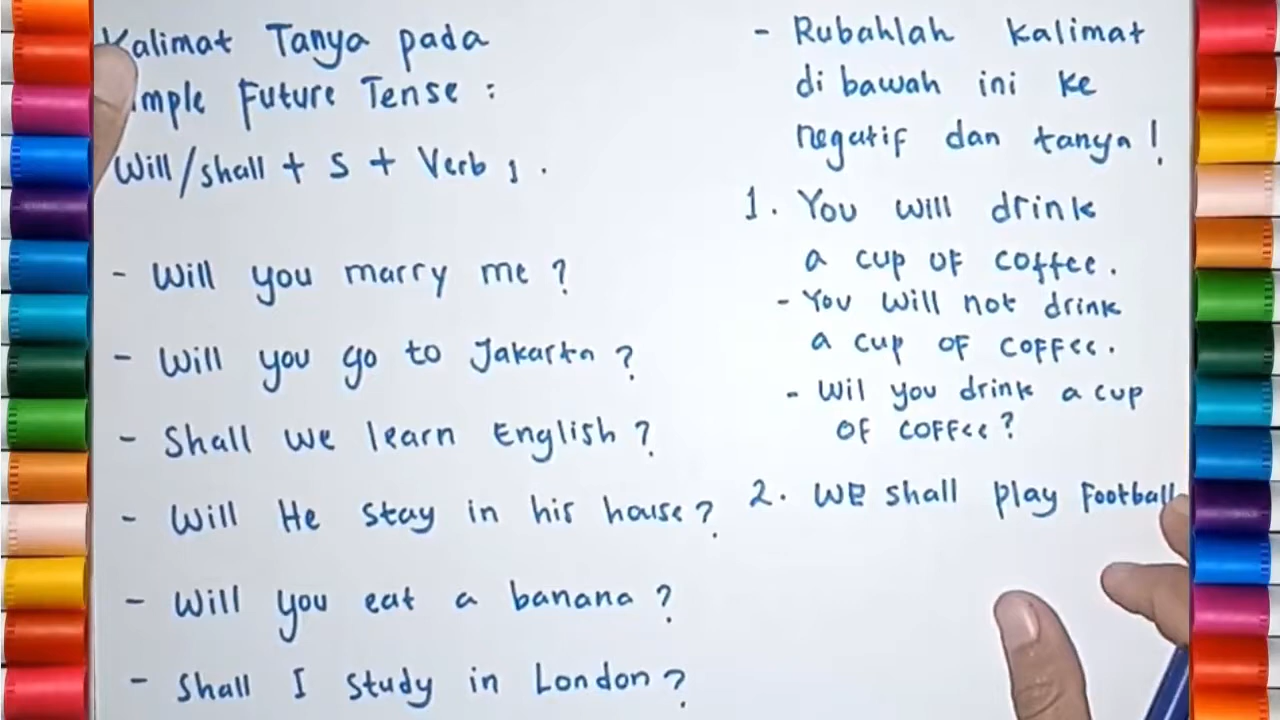 Kalimat Tanya pada
imple Future Tense :
Will/shall + S + Verb 1 .
- Will you marry me ?
- Will you go to Jakarta ?
- Shall we learn English ?
- Will He stay in his house ?
- Will you eat a banana ?
- Shall I study in London ?
- Rubahlah kalimat
di bawah ini ke
negatif dan tanya !
1. You will drink
a cup of coffee.
- You will not drink
a cup of coffee.
- Wil you drink a cup
of coffee ?
2. We shall play football